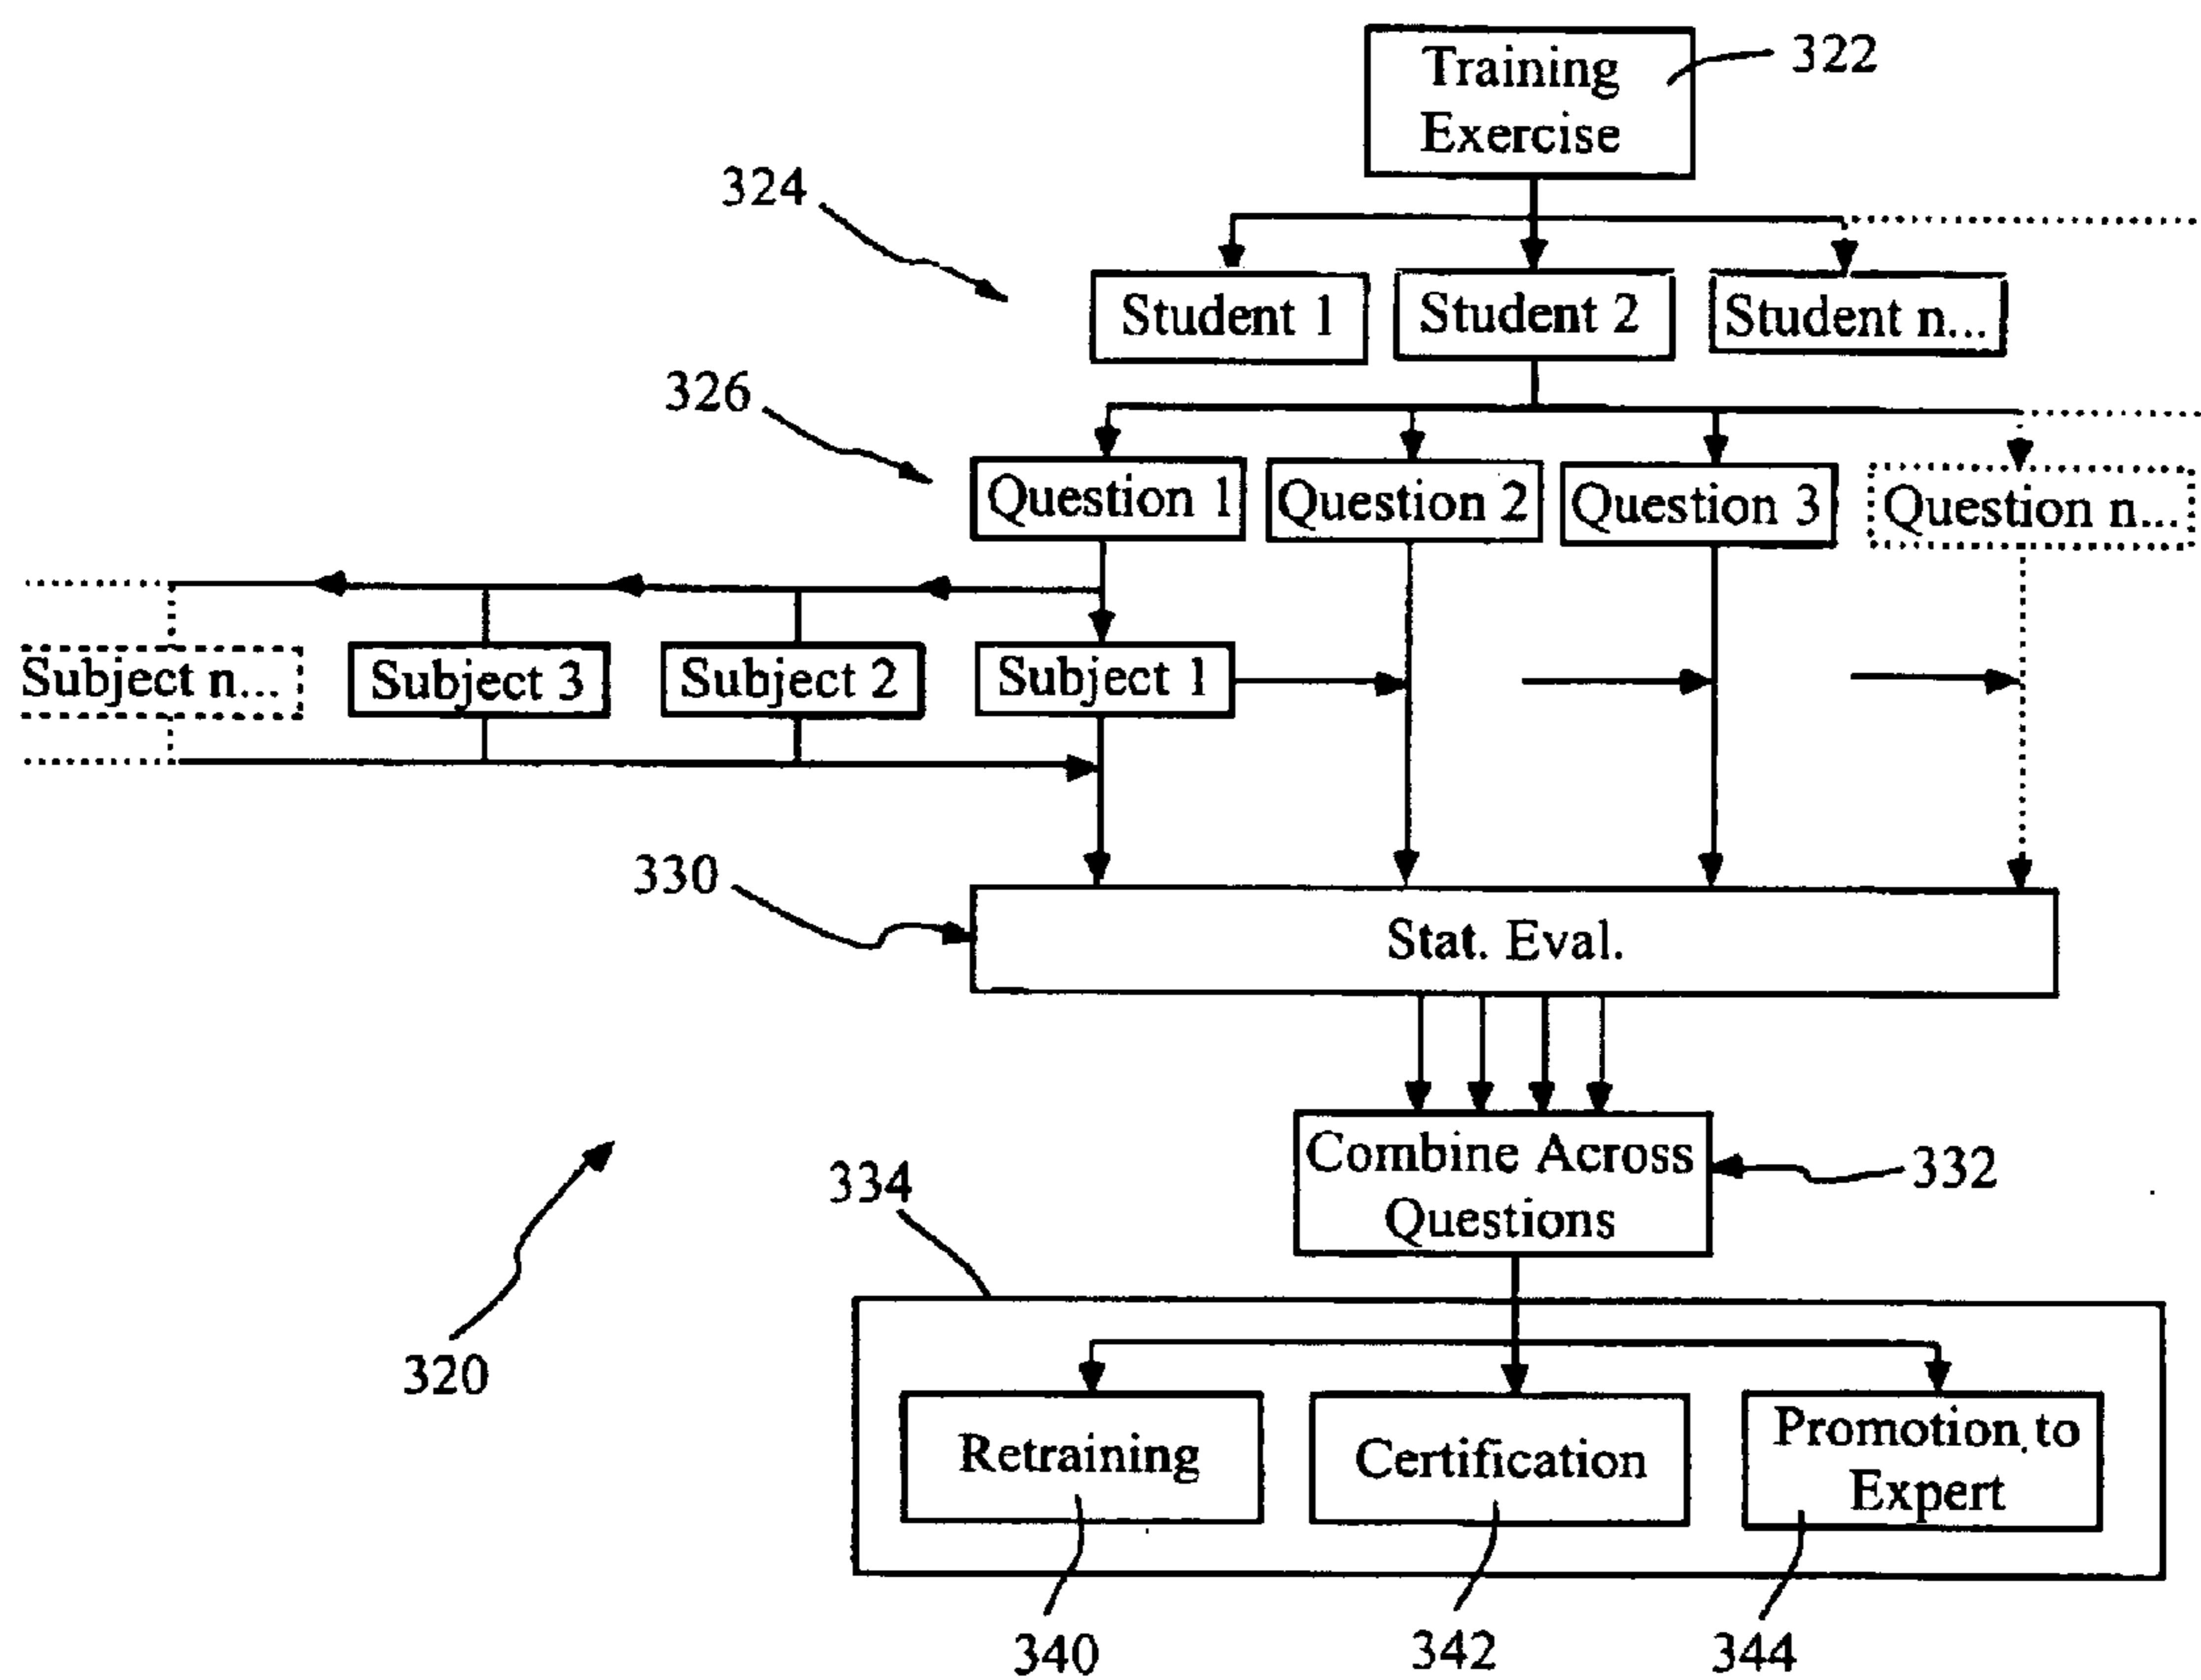 Training
Exercise
322
324
Student 1
Student 2
Student n...
326
Question 1
Question 2
Question 3
Question n...
Subject n...
Subject 3
Subject 2
Subject 1
330
Stat. Eval.
Combine Across
Questions
332
334
320
Retraining
Certification
Promotion to
Expert
340
342
344